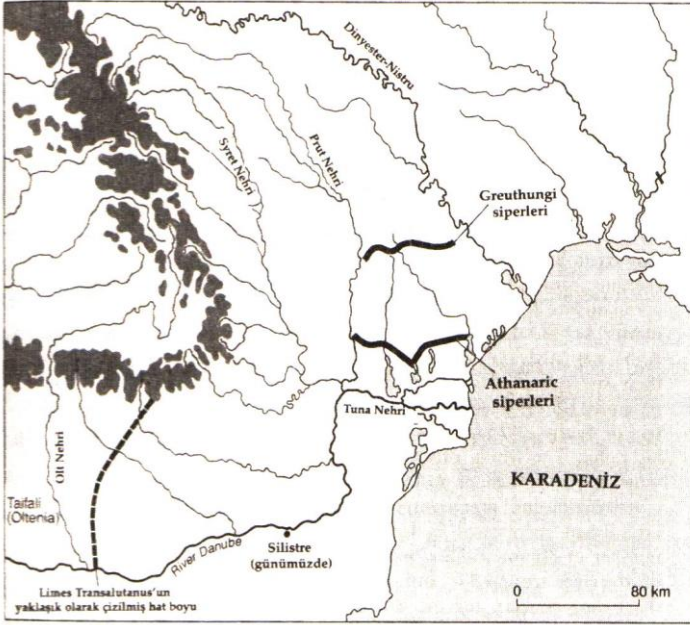 Dinyester-Nistru
Syret Nehri
Prut Nehri
Greuthungi
siperleri
Athanaric
siperleri
Tuna Nehri
Olt Nehri
KARADENİZ
Taifali
(Oltenia)
River Danube
Silistre
(günümüzde)
0 80 km
Limes Transalutanus'un
yaklaşık olarak çizilmiş hat boyu